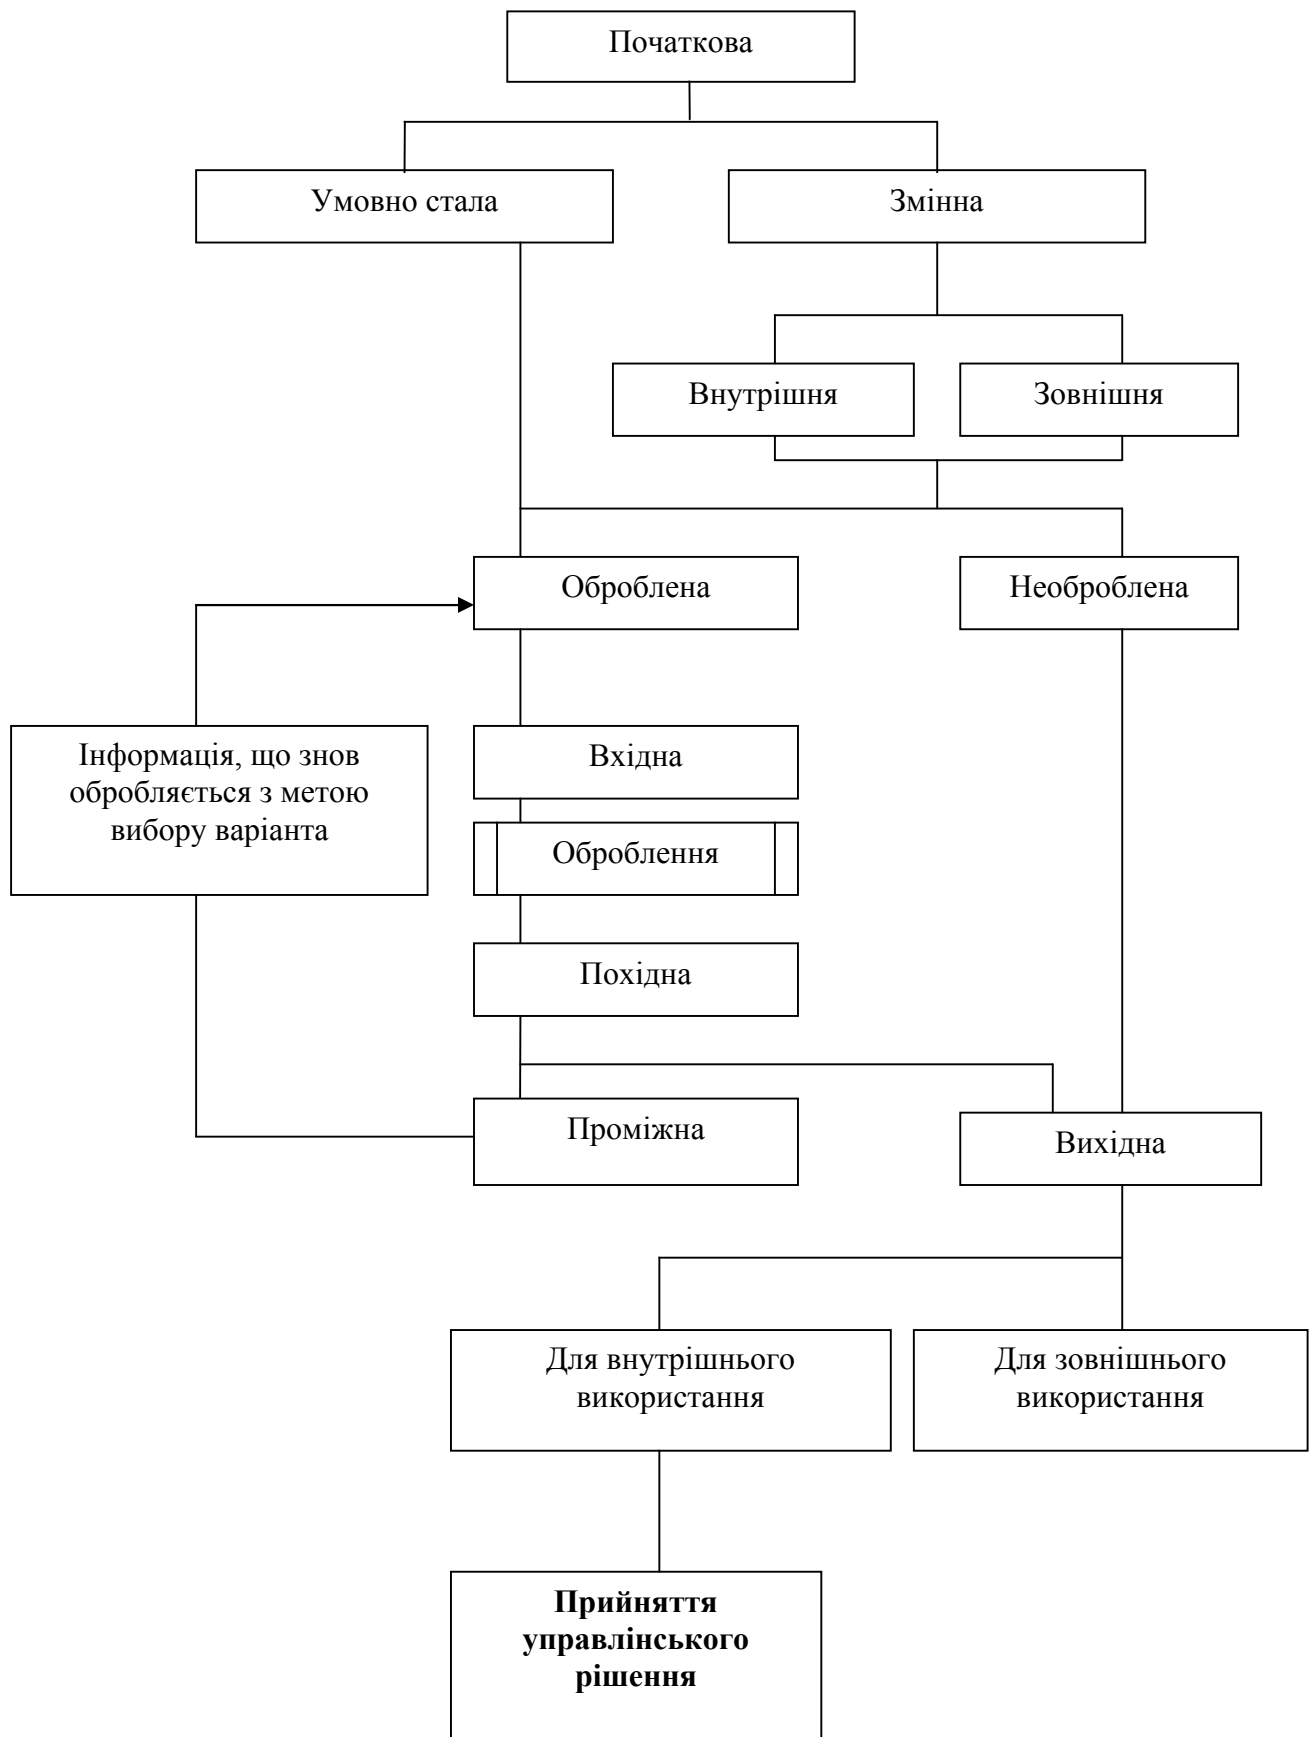 Початкова
Умовно стала
Змінна
Внутрішня
Зовнішня
Оброблена
Необроблена
Інформація, що знов
обробляється з метою
вибору варіанта
Вхідна
Оброблення
Похідна
Проміжна
Вихідна
Для внутрішнього
використання
Для зовнішнього
використання
Прийняття
управлінського
рішення